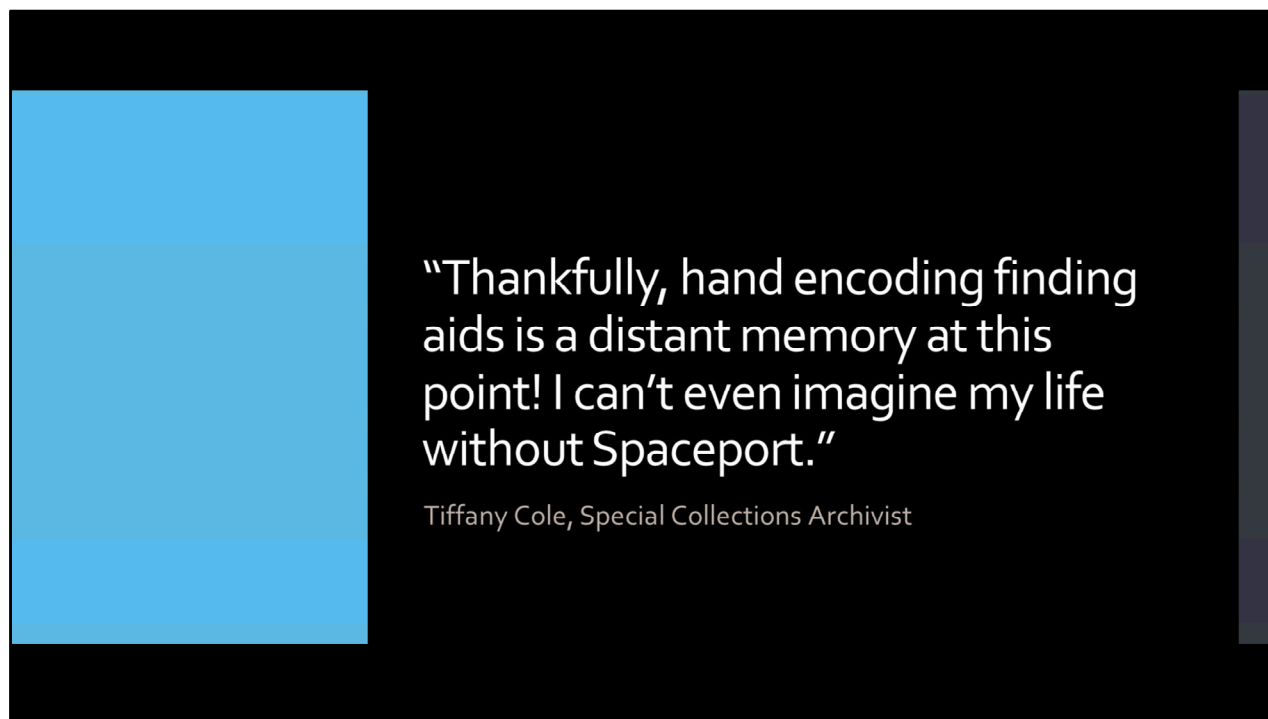 “Thankfully, hand encoding finding
aids is a distant memory at this
point! I can’t even imagine my life
without Spaceport.”
Tiffany Cole, Special Collections Archivist